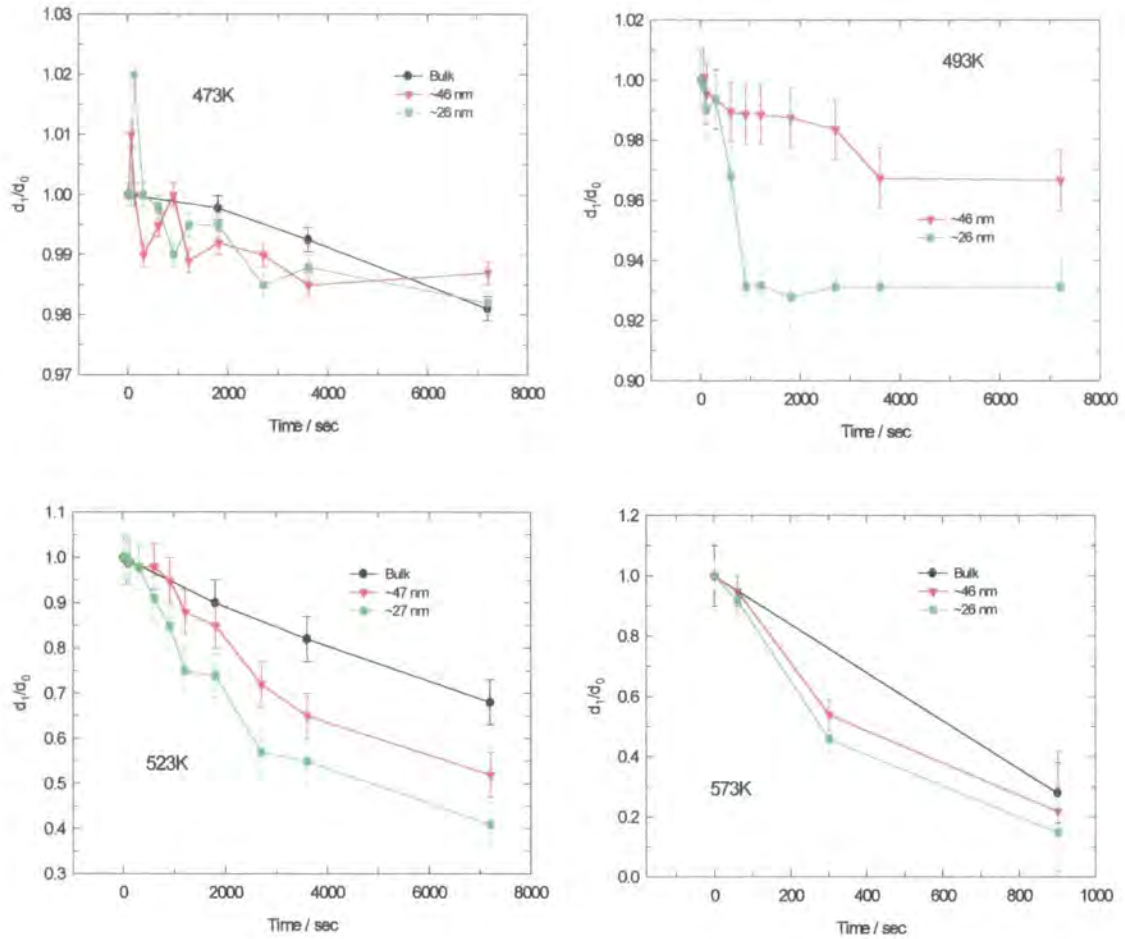 1.03
1.02
1.01
1.00
0.99
0.98
0.97
d₁/d₀
473K
Bulk
~46 nm
~26 nm
0
2000
4000
6000
8000
Time / sec
1.02
1.00
0.98
0.96
0.94
0.92
0.90
d₁/d₀
493K
~46 nm
~26 nm
0
2000
4000
6000
8000
Time / sec
1.1
1.0
0.9
0.8
0.7
0.6
0.5
0.4
0.3
d₁/d₀
523K
Bulk
~47 nm
~27 nm
0
2000
4000
6000
8000
Time / sec
1.2
1.0
0.8
0.6
0.4
0.2
0.0
d₁/d₀
573K
Bulk
~46 nm
~26 nm
0
200
400
600
800
1000
Time / sec